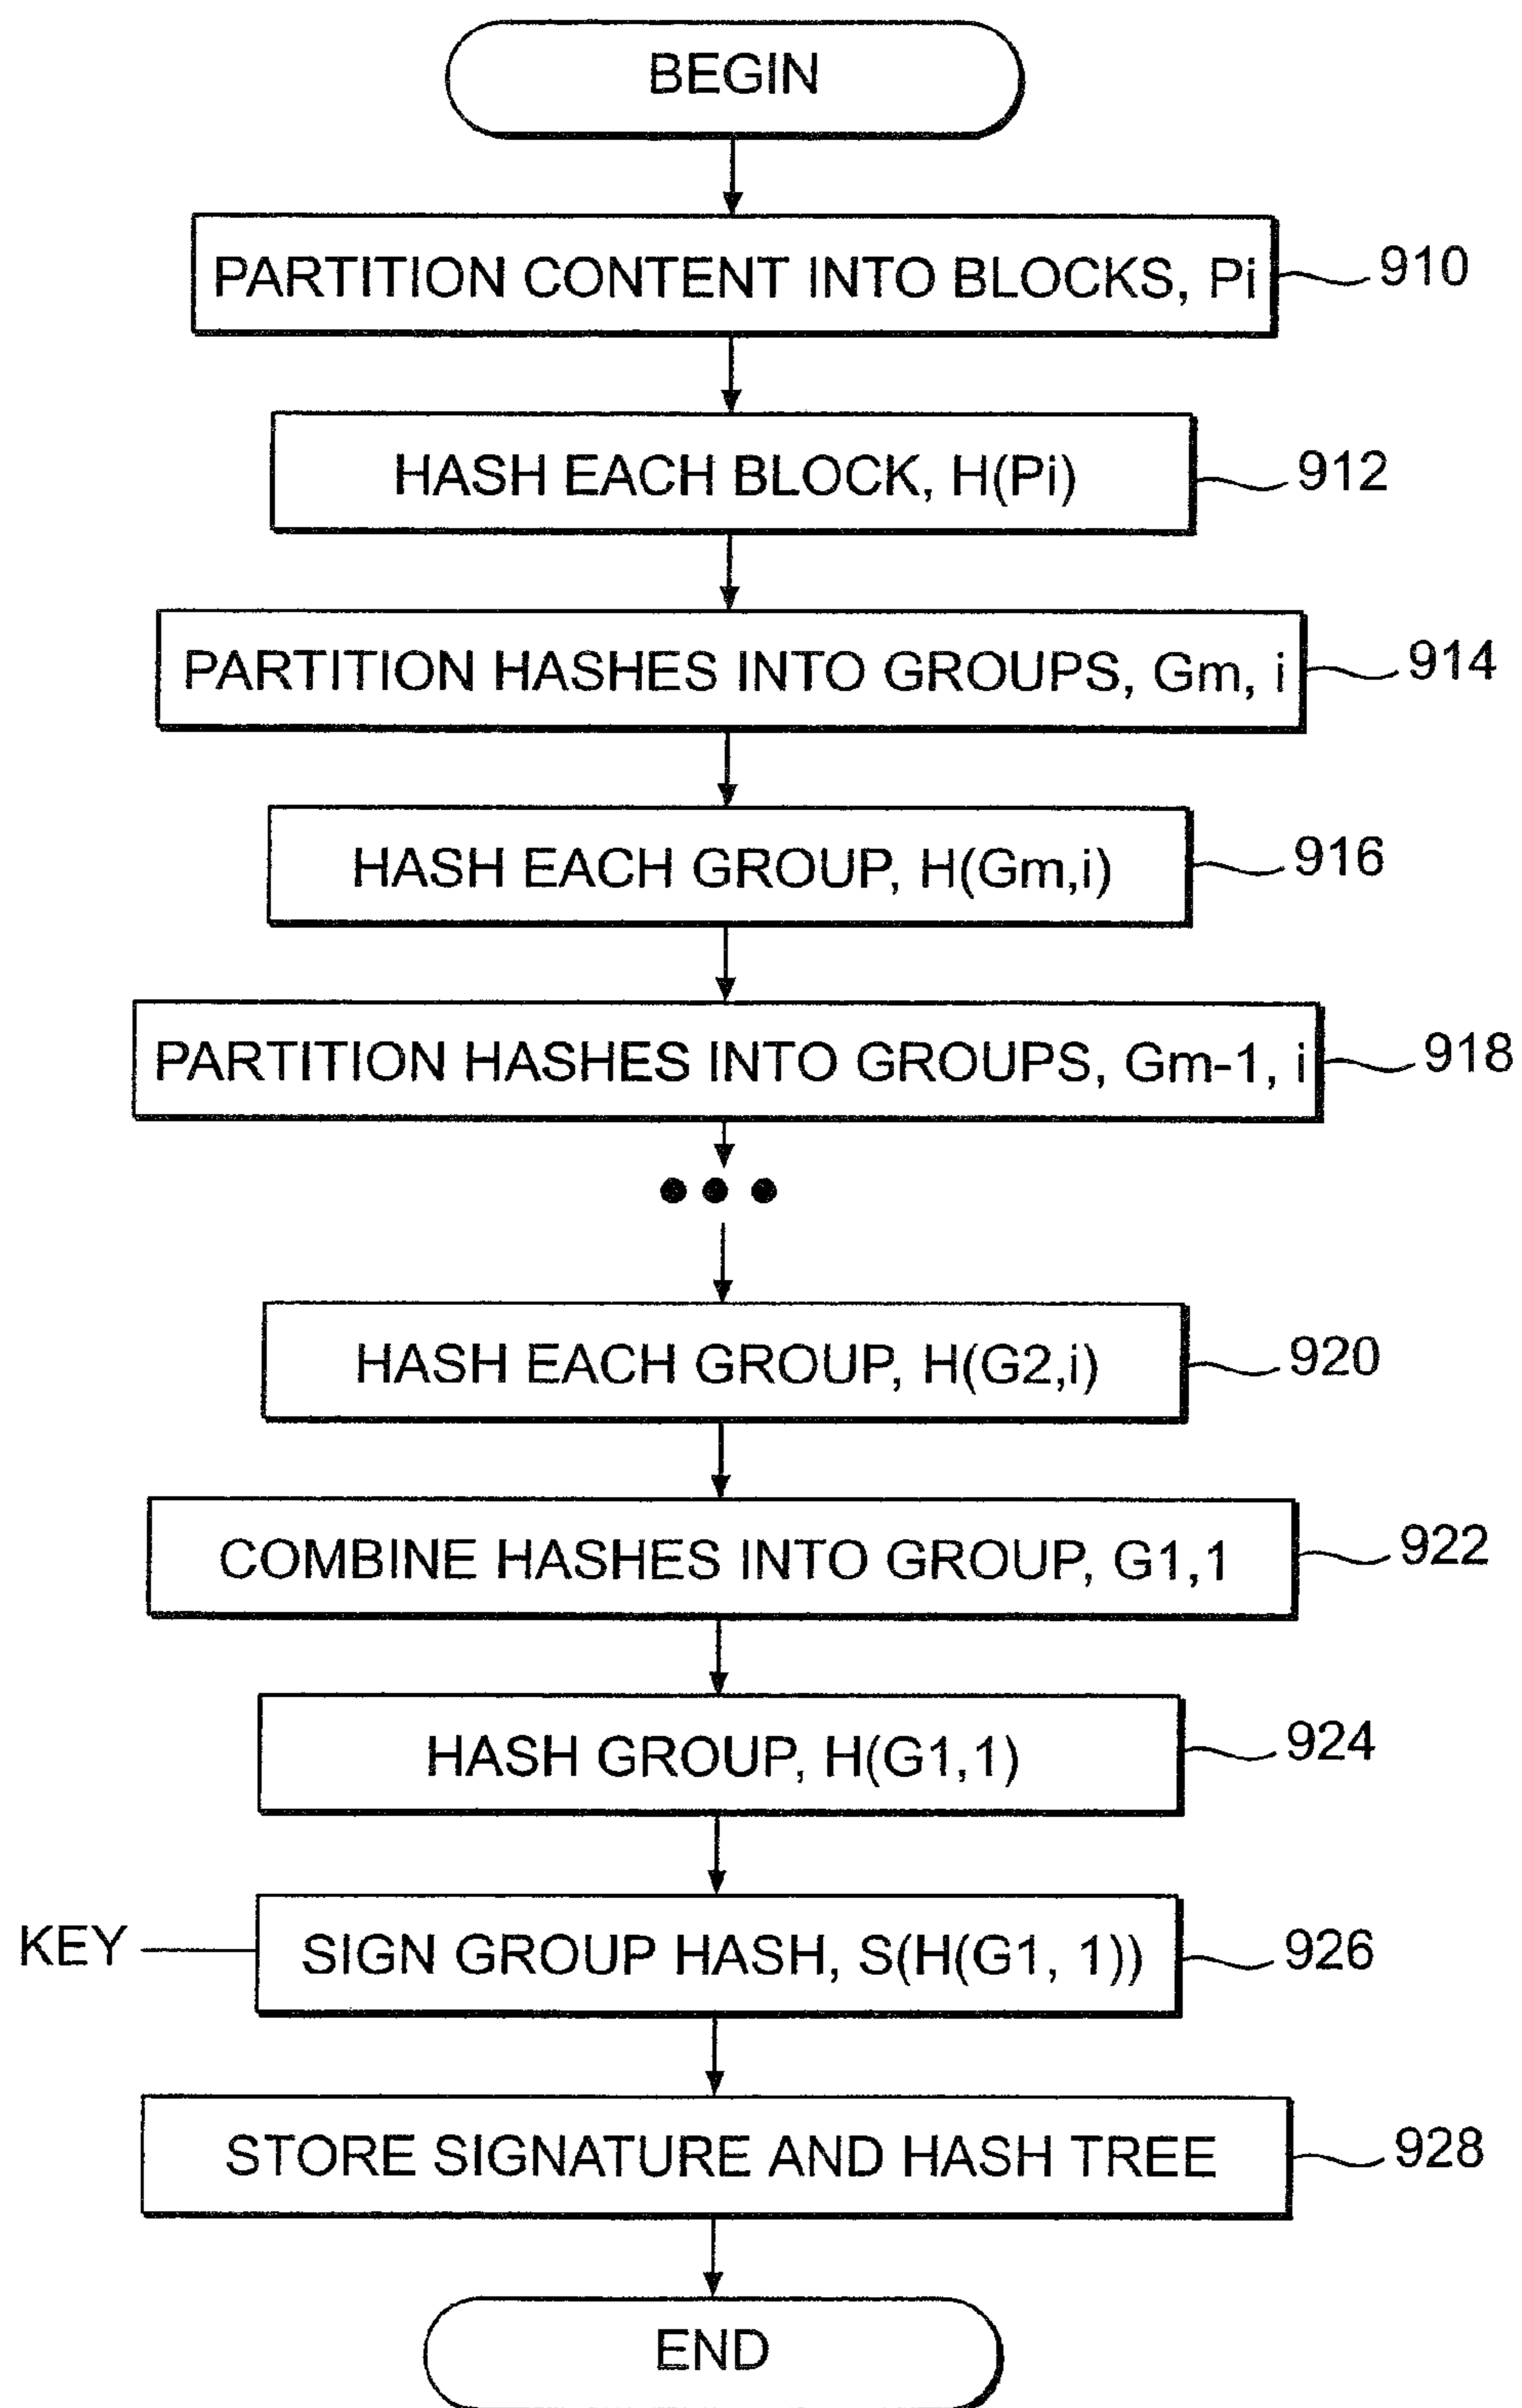 BEGIN
PARTITION CONTENT INTO BLOCKS, Pi
910
HASH EACH BLOCK, H(Pi)
912
PARTITION HASHES INTO GROUPS, Gm, i
914
HASH EACH GROUP, H(Gm,i)
916
PARTITION HASHES INTO GROUPS, Gm-1, i
918
HASH EACH GROUP, H(G2,i)
920
COMBINE HASHES INTO GROUP, G1,1
922
HASH GROUP, H(G1,1)
924
KEY
SIGN GROUP HASH, S(H(G1, 1))
926
STORE SIGNATURE AND HASH TREE
928
END